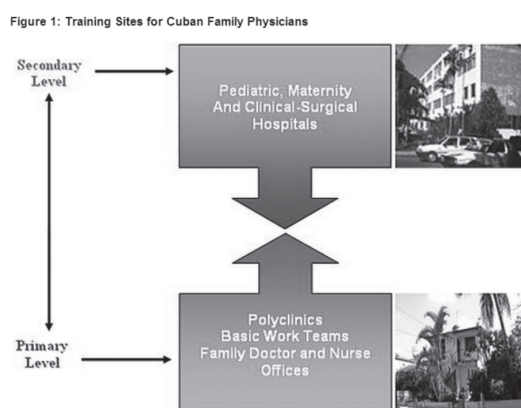 Figure 1: Training Sites for Cuban Family Physicians
Secondary
Level
Pediatric, Maternity
And Clinical-Surgical
Hospitals
Polyclinics
Basic Work Teams
Family Doctor and Nurse
Offices
Primary
Level